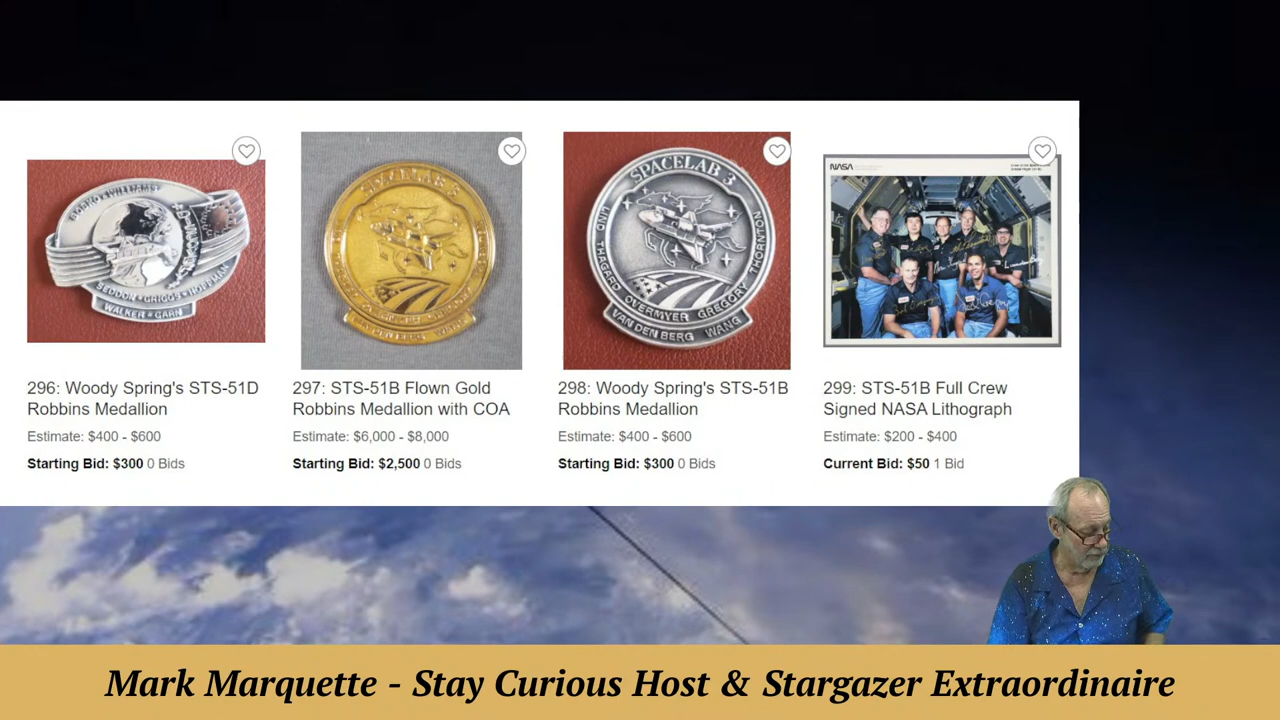 BOBKO • WILLIAMS
SEDDON • GRIGGS • HOFFMAN
WALKER • GARN
SPACELAB 3
SPACELAB 3
LIND THAGARD OVERMYER GREGORY THORNTON
VAN DEN BERG WANG
NASA
296: Woody Spring's STS-51D
Robbins Medallion
Estimate: $400 - $600
Starting Bid: $300 0 Bids
297: STS-51B Flown Gold
Robbins Medallion with COA
Estimate: $6,000 - $8,000
Starting Bid: $2,500 0 Bids
298: Woody Spring's STS-51B
Robbins Medallion
Estimate: $400 - $600
Starting Bid: $300 0 Bids
299: STS-51B Full Crew
Signed NASA Lithograph
Estimate: $200 - $400
Current Bid: $50 1 Bid
Mark Marquette - Stay Curious Host & Stargazer Extraordinaire